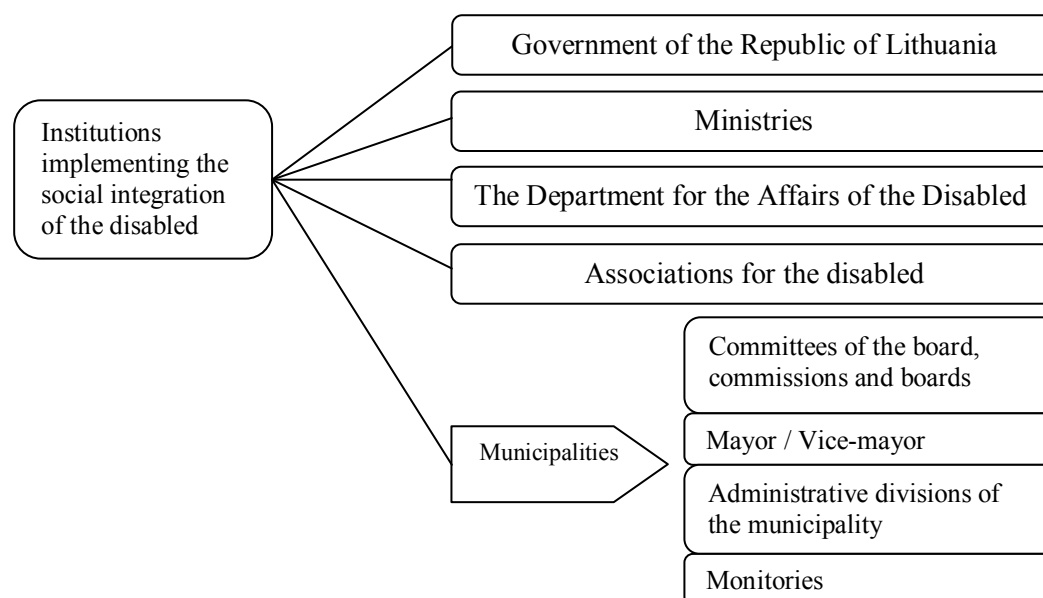 Institutions
implementing the
social integration
of the disabled
Government of the Republic of Lithuania
Ministries
The Department for the Affairs of the Disabled
Associations for the disabled
Municipalities
Committees of the board,
commissions and boards
Mayor / Vice-mayor
Administrative divisions of
the municipality
Monitories